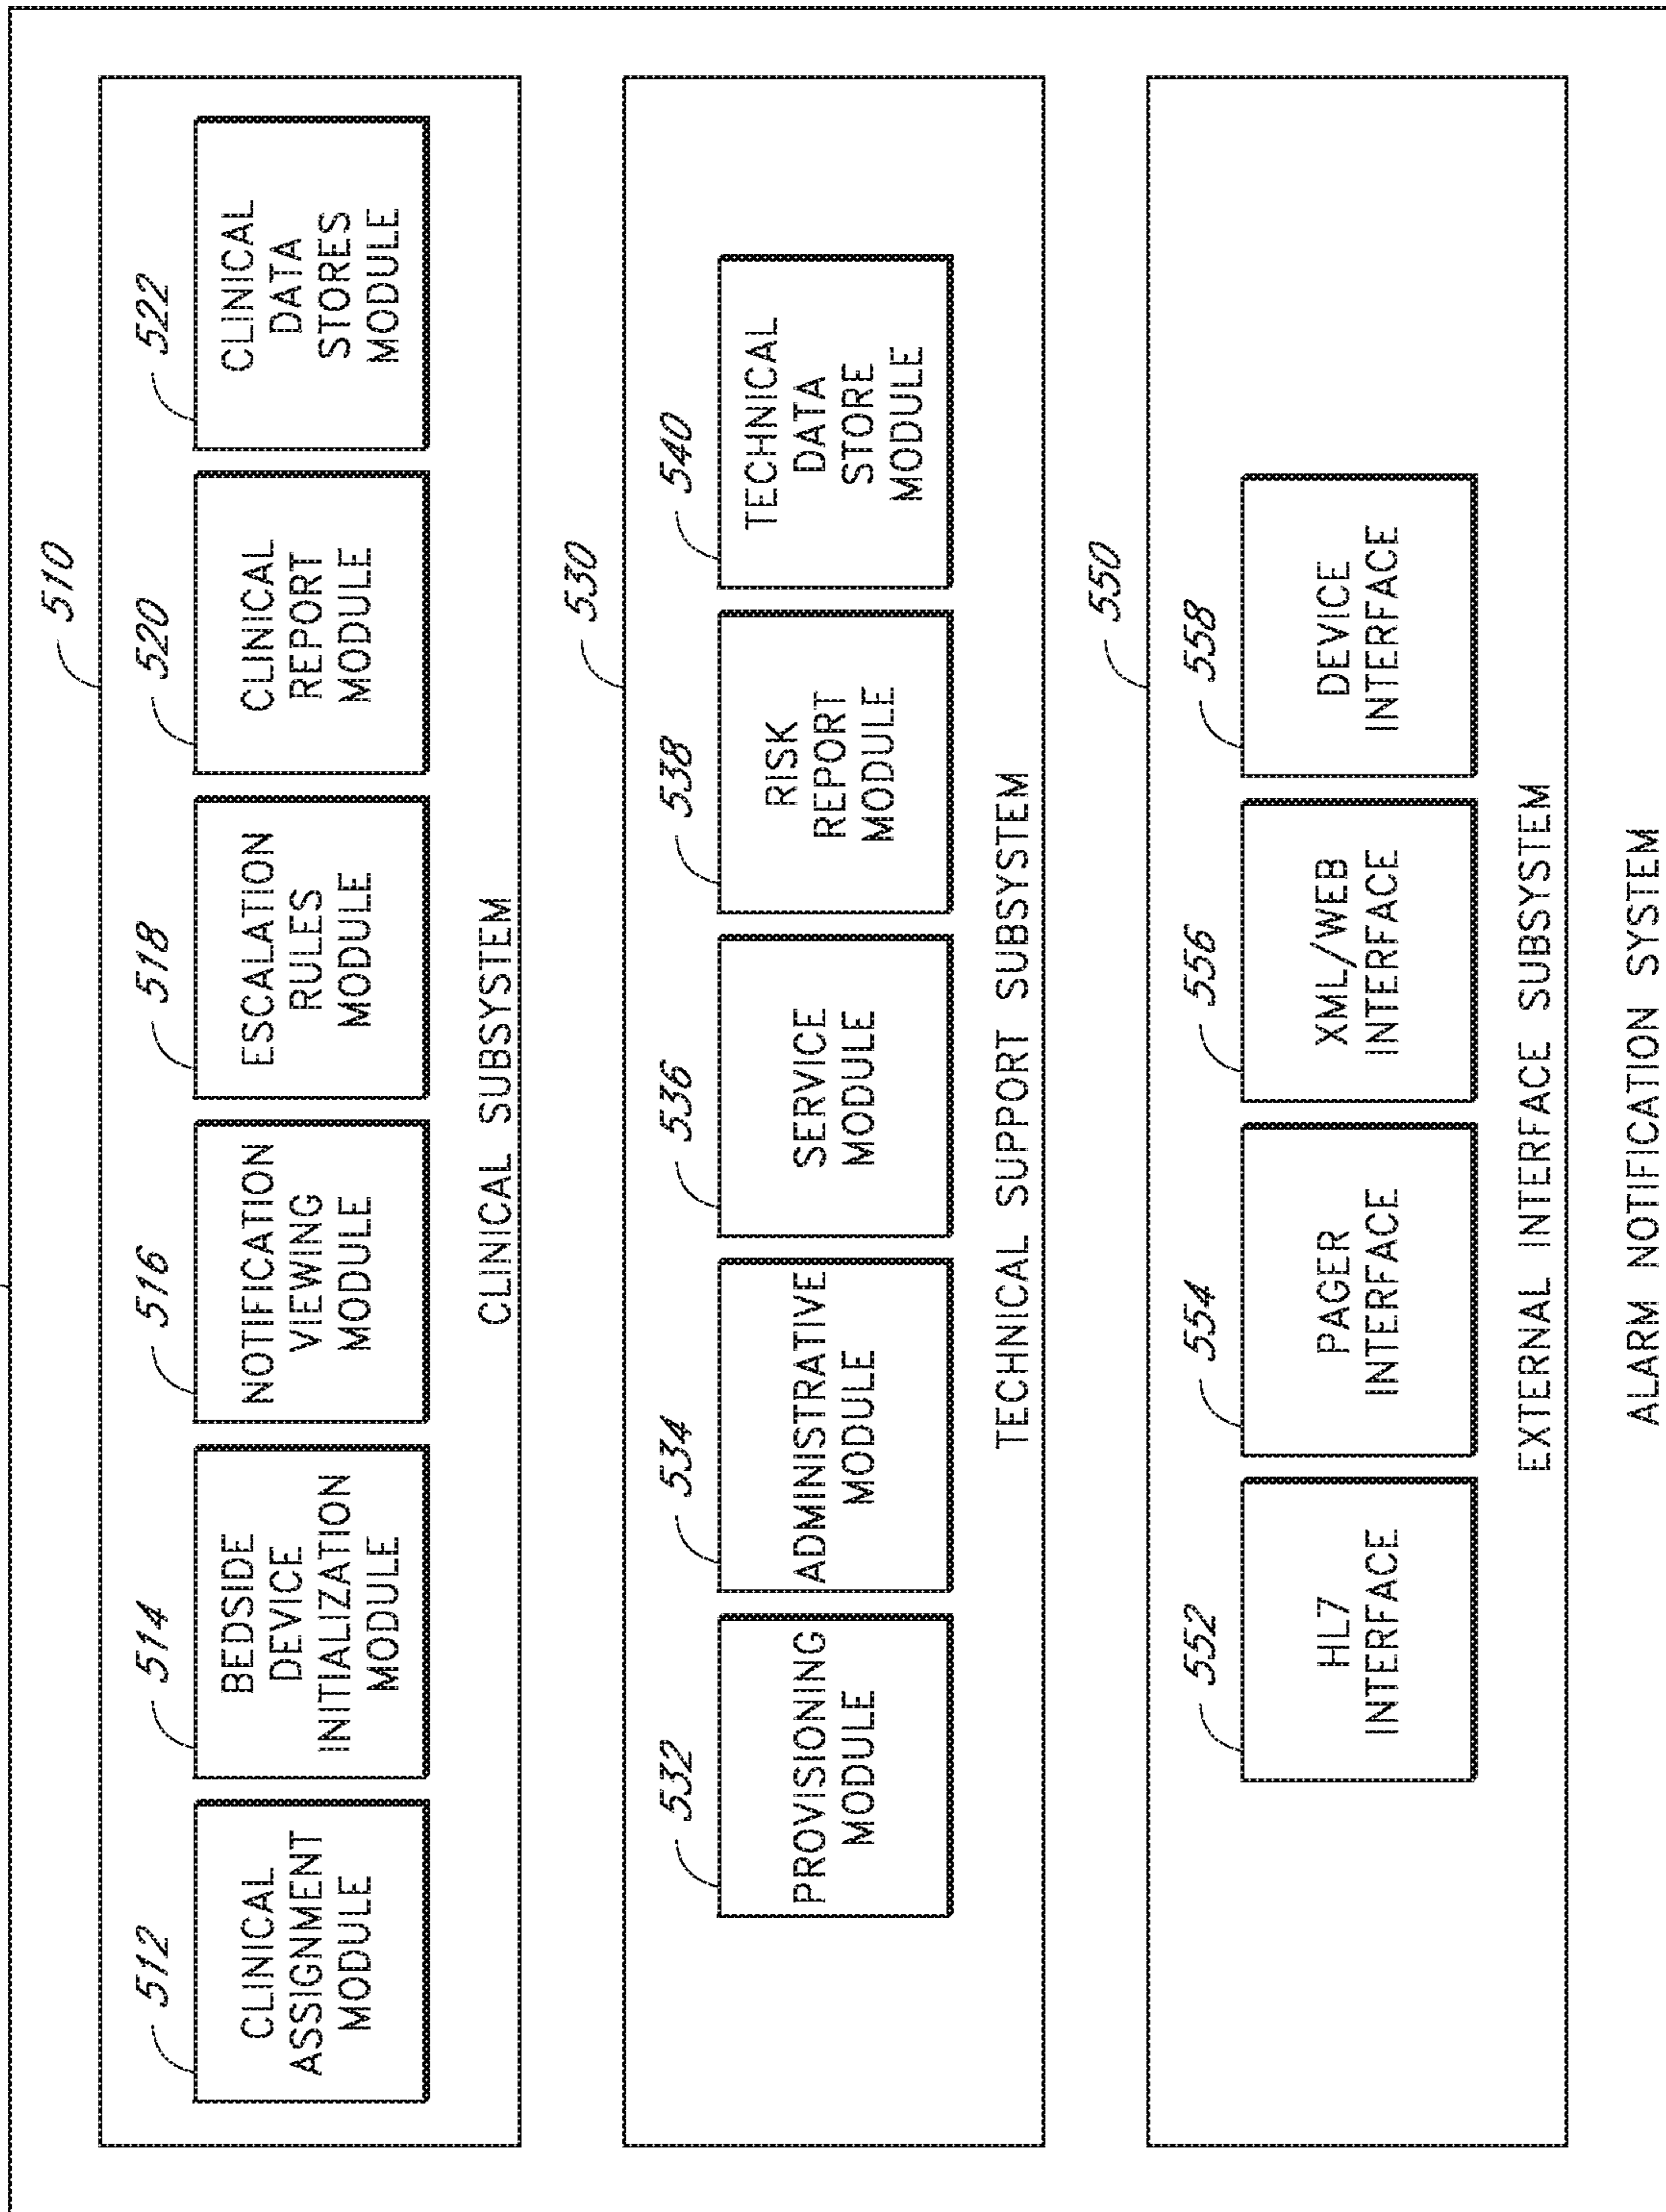 510
512
CLINICAL
ASSIGNMENT
MODULE
514
BEDSIDE
DEVICE
INITIALIZATION
MODULE
516
NOTIFICATION
VIEWING
MODULE
518
ESCALATION
RULES
MODULE
520
CLINICAL
REPORT
MODULE
522
CLINICAL
DATA
STORES
MODULE
CLINICAL SUBSYSTEM
530
532
PROVISIONING
MODULE
534
ADMINISTRATIVE
MODULE
536
SERVICE
MODULE
538
RISK
REPORT
MODULE
540
TECHNICAL
DATA
STORE
MODULE
TECHNICAL SUPPORT SUBSYSTEM
550
552
HL7
INTERFACE
554
PAGER
INTERFACE
556
XML/WEB
INTERFACE
558
DEVICE
INTERFACE
EXTERNAL INTERFACE SUBSYSTEM
ALARM NOTIFICATION SYSTEM